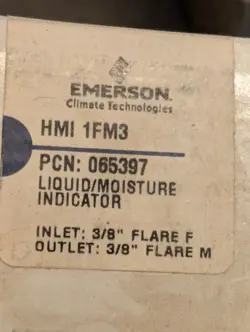 EMERSON.
Climate Technologies
HMI 1FM3
PCN: 065397
LIQUID/MOISTURE
INDICATOR
INLET: 3/8" FLARE F
OUTLET: 3/8" FLARE M